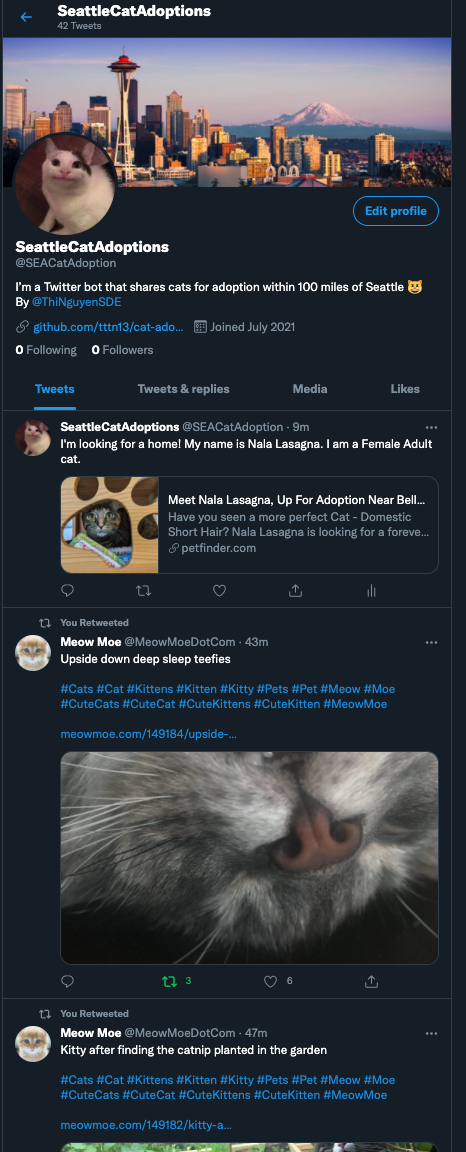 SeattleCatAdoptions
42 Tweets
Edit profile
SeattleCatAdoptions
@SEACatAdoption
I'm a Twitter bot that shares cats for adoption within 100 miles of Seattle 😺
By @ThiNguyenSDE
github.com/tttn13/cat-ado... Joined July 2021
0 Following 0 Followers
Tweets Tweets & replies Media Likes
SeattleCatAdoptions @SEACatAdoption · 9m
I'm looking for a home! My name is Nala Lasagna. I am a Female Adult
cat.
Meet Nala Lasagna, Up For Adoption Near Bell...
Have you seen a more perfect Cat - Domestic
Short Hair? Nala Lasagna is looking for a foreve...
petfinder.com
You Retweeted
Meow Moe @MeowMoeDotCom · 43m
Upside down deep sleep teefies
#Cats #Cat #Kittens #Kitten #Kitty #Pets #Pet #Meow #Moe
#CuteCats #CuteCat #CuteKittens #CuteKitten #MeowMoe
meowmoe.com/149184/upside-...
3 6
You Retweeted
Meow Moe @MeowMoeDotCom · 47m
Kitty after finding the catnip planted in the garden
#Cats #Cat #Kittens #Kitten #Kitty #Pets #Pet #Meow #Moe
#CuteCats #CuteCat #CuteKittens #CuteKitten #MeowMoe
meowmoe.com/149182/kitty-a...